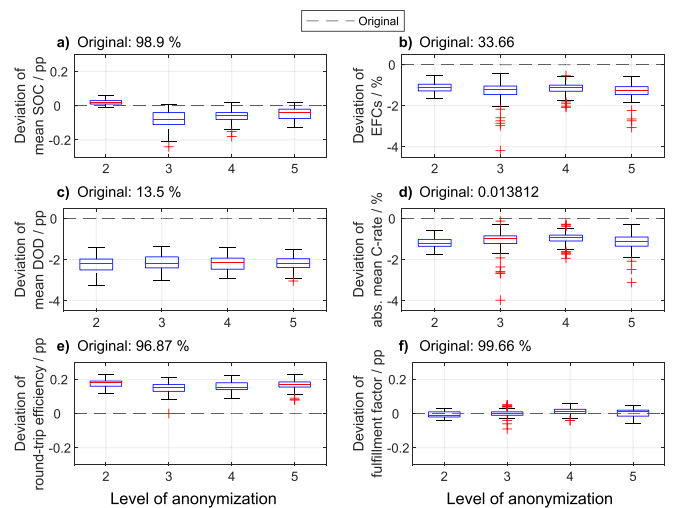 Original
a) Original: 98.9 %
b) Original: 33.66
Deviation of
mean SOC / pp
0.2
0
-0.2
2 3 4 5
Deviation of
EFCs / %
0
-2
-4
2 3 4 5
c) Original: 13.5 %
d) Original: 0.013812
Deviation of
mean DOD / pp
0
-2
-4
2 3 4 5
Deviation of
abs. mean C-rate / %
0
-2
-4
2 3 4 5
e) Original: 96.87 %
f) Original: 99.66 %
Deviation of
round-trip efficiency / pp
0.2
0
-0.2
2 3 4 5
Level of anonymization
Deviation of
fulfillment factor / pp
0.2
0
-0.2
2 3 4 5
Level of anonymization